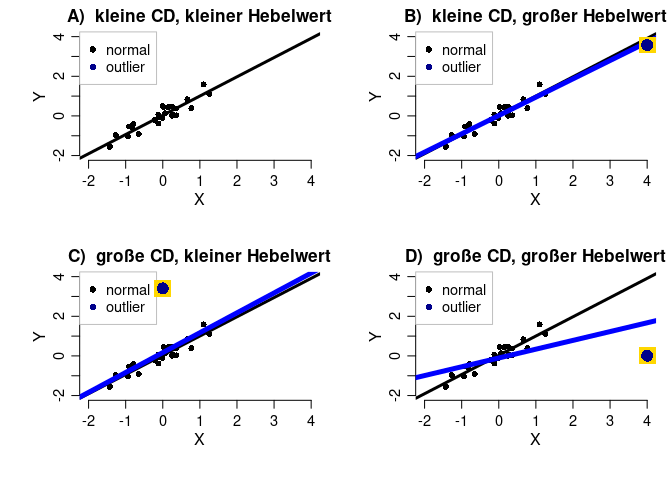 A)  kleine CD, kleiner Hebelwert
4
2
0
-2
Y
normal
outlier
-2 -1 0 1 2 3 4
X
B)  kleine CD, großer Hebelwert
4
2
0
-2
Y
normal
outlier
-2 -1 0 1 2 3 4
X
C)  große CD, kleiner Hebelwert
4
2
0
-2
Y
normal
outlier
-2 -1 0 1 2 3 4
X
D)  große CD, großer Hebelwert
4
2
0
-2
Y
normal
outlier
-2 -1 0 1 2 3 4
X